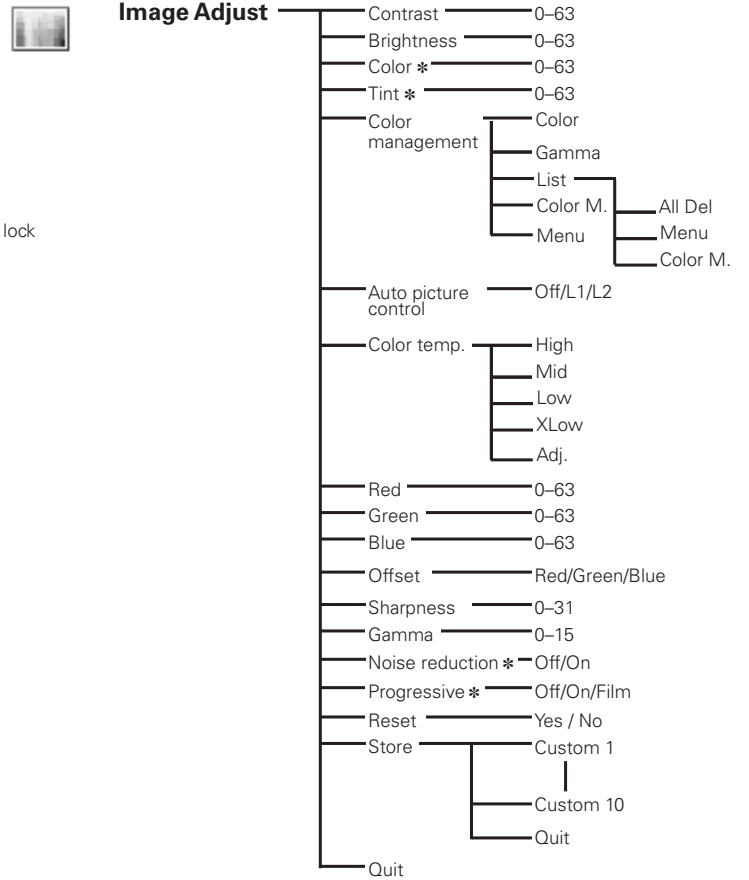 Image Adjust
Contrast 0–63
Brightness 0–63
Color * 0–63
Tint * 0–63
Color management
Color
Gamma
List
Color M.
Menu
All Del
Menu
Color M.
lock
Auto picture control
Off/L1/L2
Color temp.
High
Mid
Low
XLow
Adj.
Red 0–63
Green 0–63
Blue 0–63
Offset Red/Green/Blue
Sharpness 0–31
Gamma 0–15
Noise reduction * Off/On
Progressive * Off/On/Film
Reset Yes / No
Store
Custom 1
Custom 10
Quit
Quit